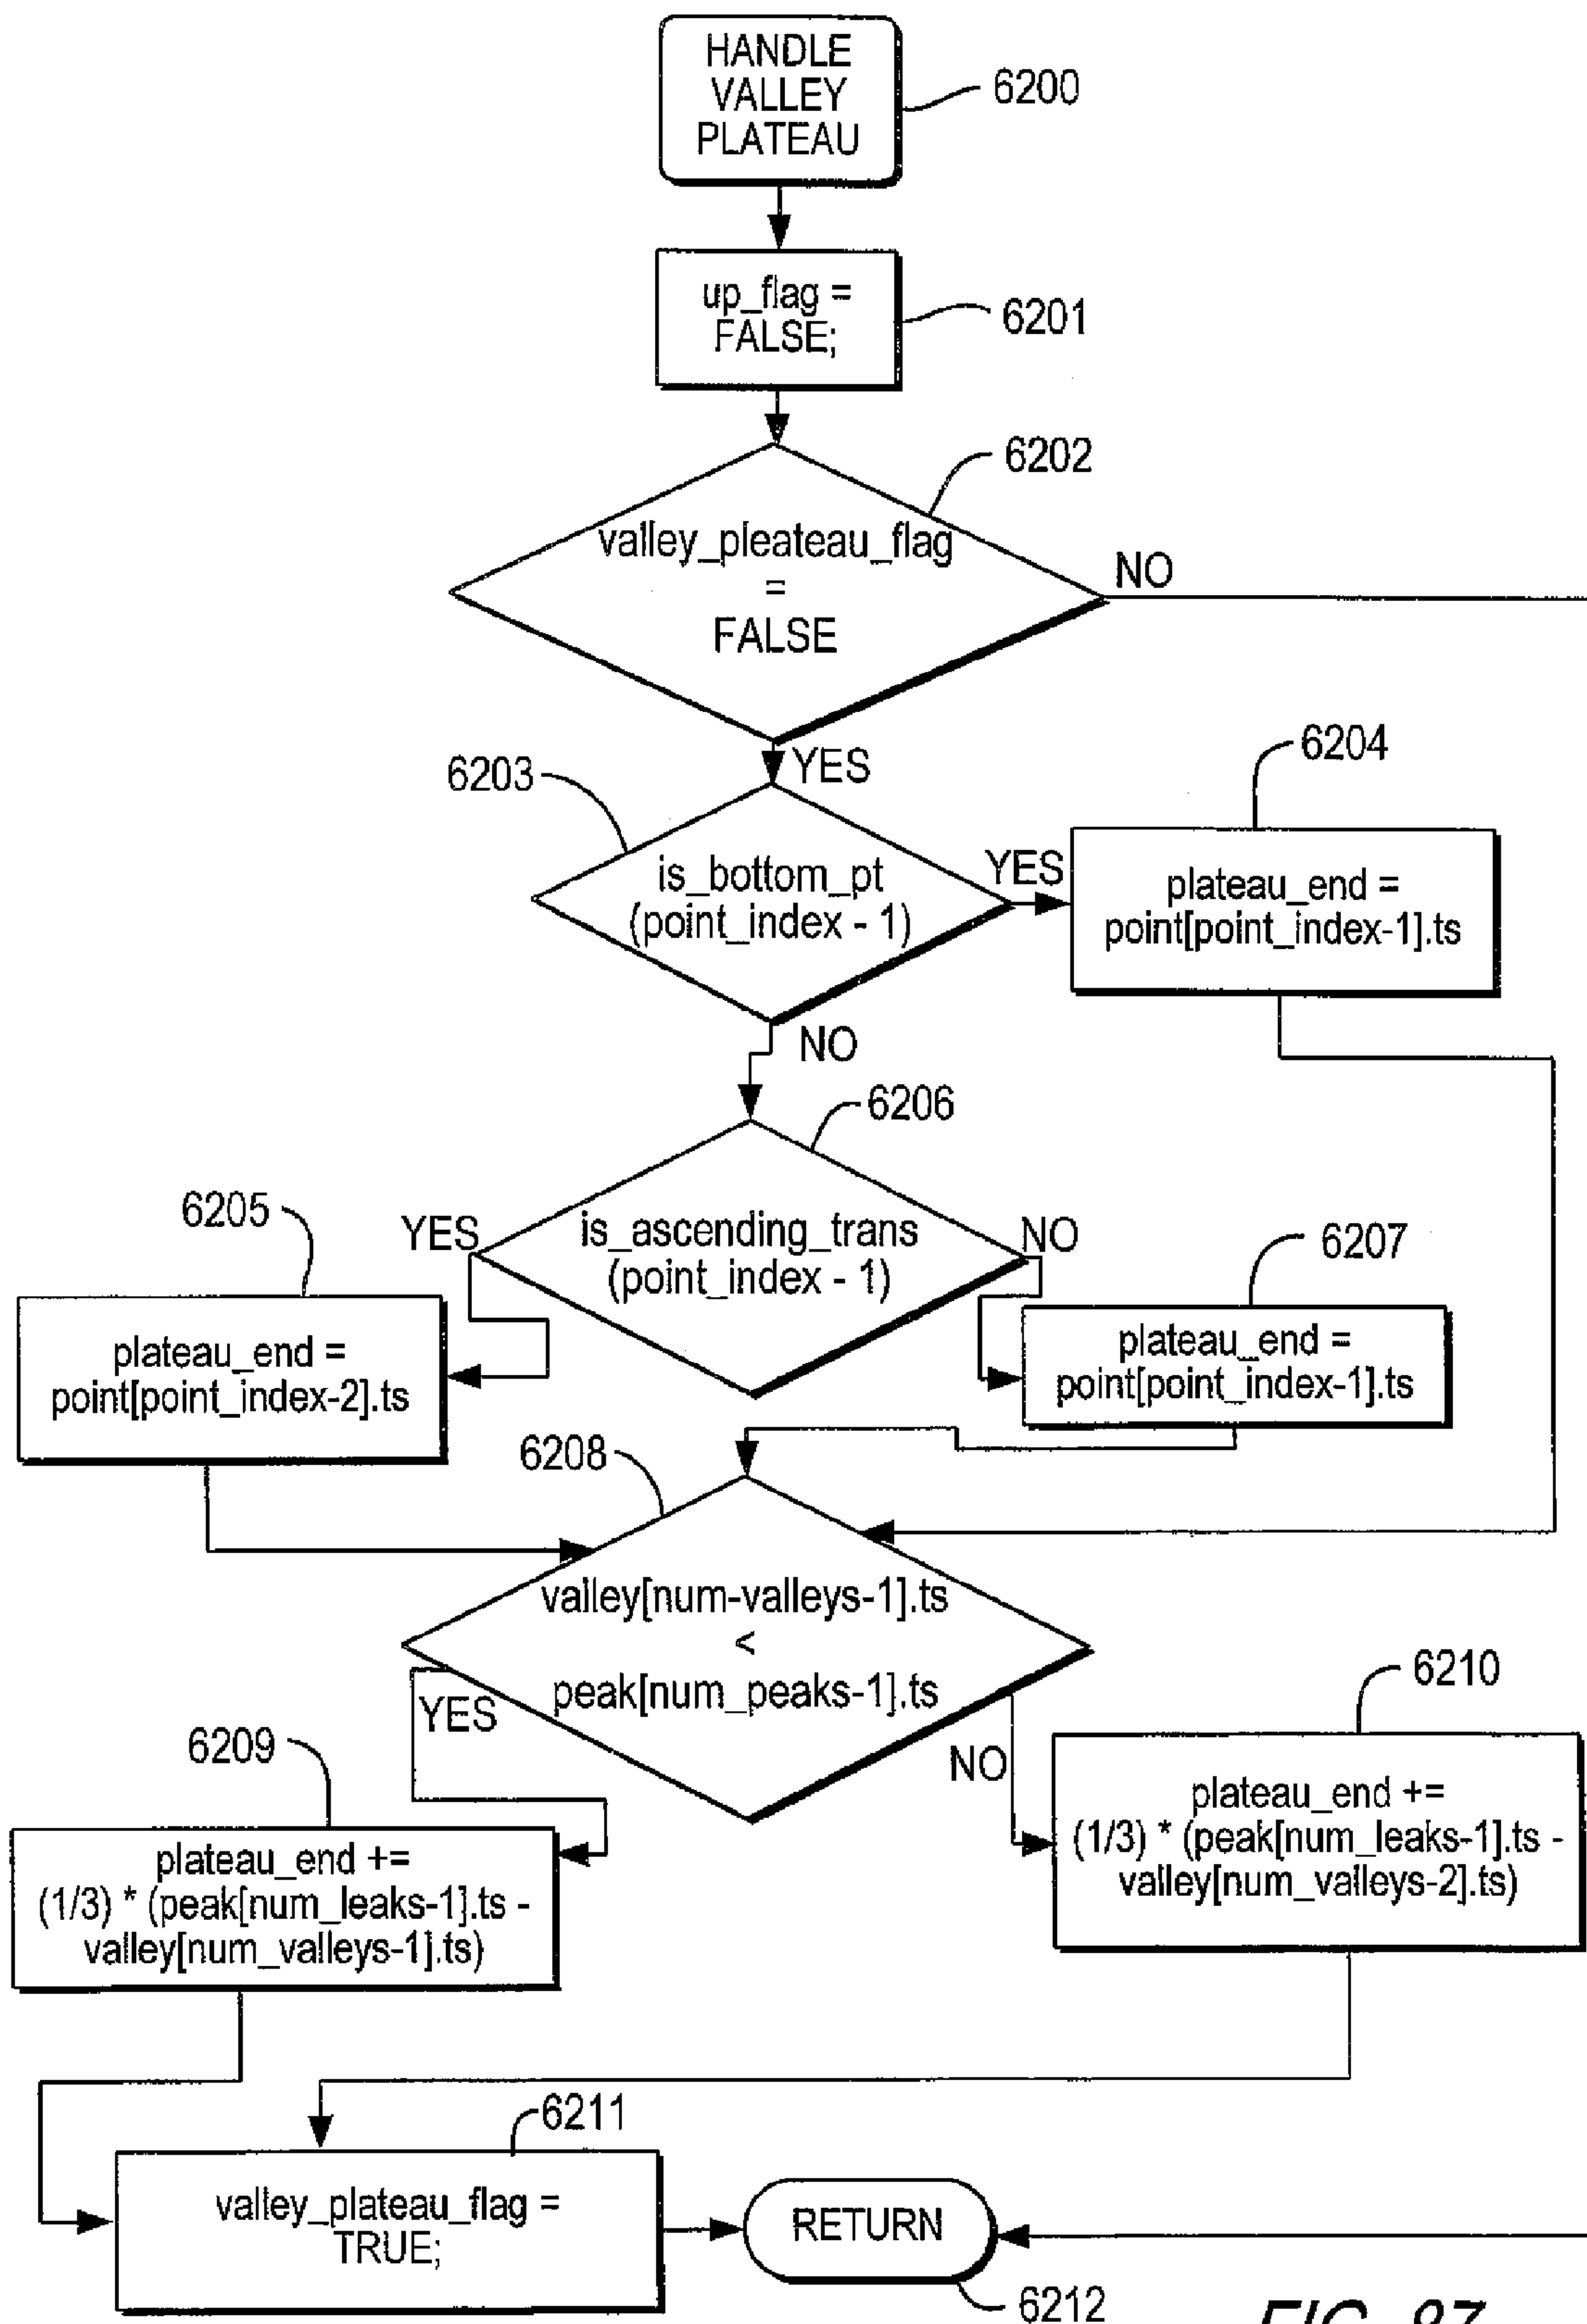 HANDLE
VALLEY
PLATEAU
6200
up_flag =
FALSE;
6201
6202
valley_pleateau_flag
=
FALSE
NO
YES
6203
is_bottom_pt
(point_index - 1)
YES
6204
plateau_end =
point[point_index-1].ts
NO
6206
is_ascending_trans
(point_index - 1)
YES
NO
6205
plateau_end =
point[point_index-2].ts
6207
plateau_end =
point[point_index-1].ts
6208
valley[num-valleys-1].ts
<
peak[num_peaks-1].ts
YES
NO
6209
plateau_end +=
(1/3) * (peak[num_leaks-1].ts -
valley[num_valleys-1].ts)
6210
plateau_end +=
(1/3) * (peak[num_leaks-1].ts -
valley[num_valleys-2].ts)
6211
valley_plateau_flag =
TRUE;
RETURN
6212
FIG. 87